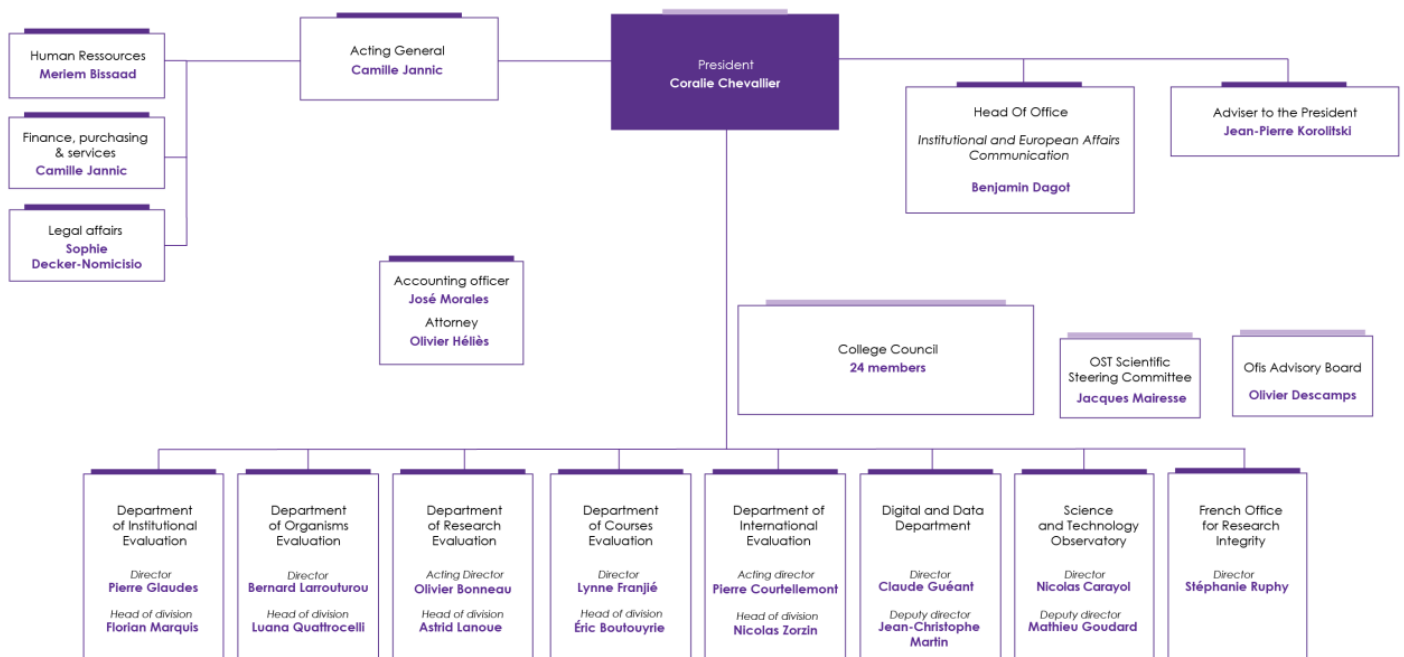 Human Ressources
Meriem Bissaad
Acting General
Camille Jannic
President
Coralie Chevallier
Head Of Office
Institutional and European Affairs
Communication
Benjamin Dagot
Adviser to the President
Jean-Pierre Korolitski
Finance, purchasing
& services
Camille Jannic
Legal affairs
Sophie
Decker-Nomicisio
Accounting officer
José Morales
Attorney
Olivier Héliès
College Council
24 members
OST Scientific
Steering Committee
Jacques Mairesse
Ofis Advisory Board
Olivier Descamps
Department
of Institutional
Evaluation
Director
Pierre Glaudes
Head of division
Florian Marquis
Department
of Organisms
Evaluation
Director
Bernard Larrouturou
Head of division
Luana Quattrocelli
Department
of Research
Evaluation
Acting Director
Olivier Bonneau
Head of division
Astrid Lanoue
Department
of Courses
Evaluation
Director
Lynne Franjié
Head of division
Éric Boutouyrie
Department of
International
Evaluation
Acting director
Pierre Courtellemont
Head of division
Nicolas Zorzin
Digital and Data
Department
Director
Claude Guéant
Deputy director
Jean-Christophe
Martin
Science
and Technology
Observatory
Director
Nicolas Carayol
Deputy director
Mathieu Goudard
French Office
for Research
Integrity
Director
Stéphanie Ruphy